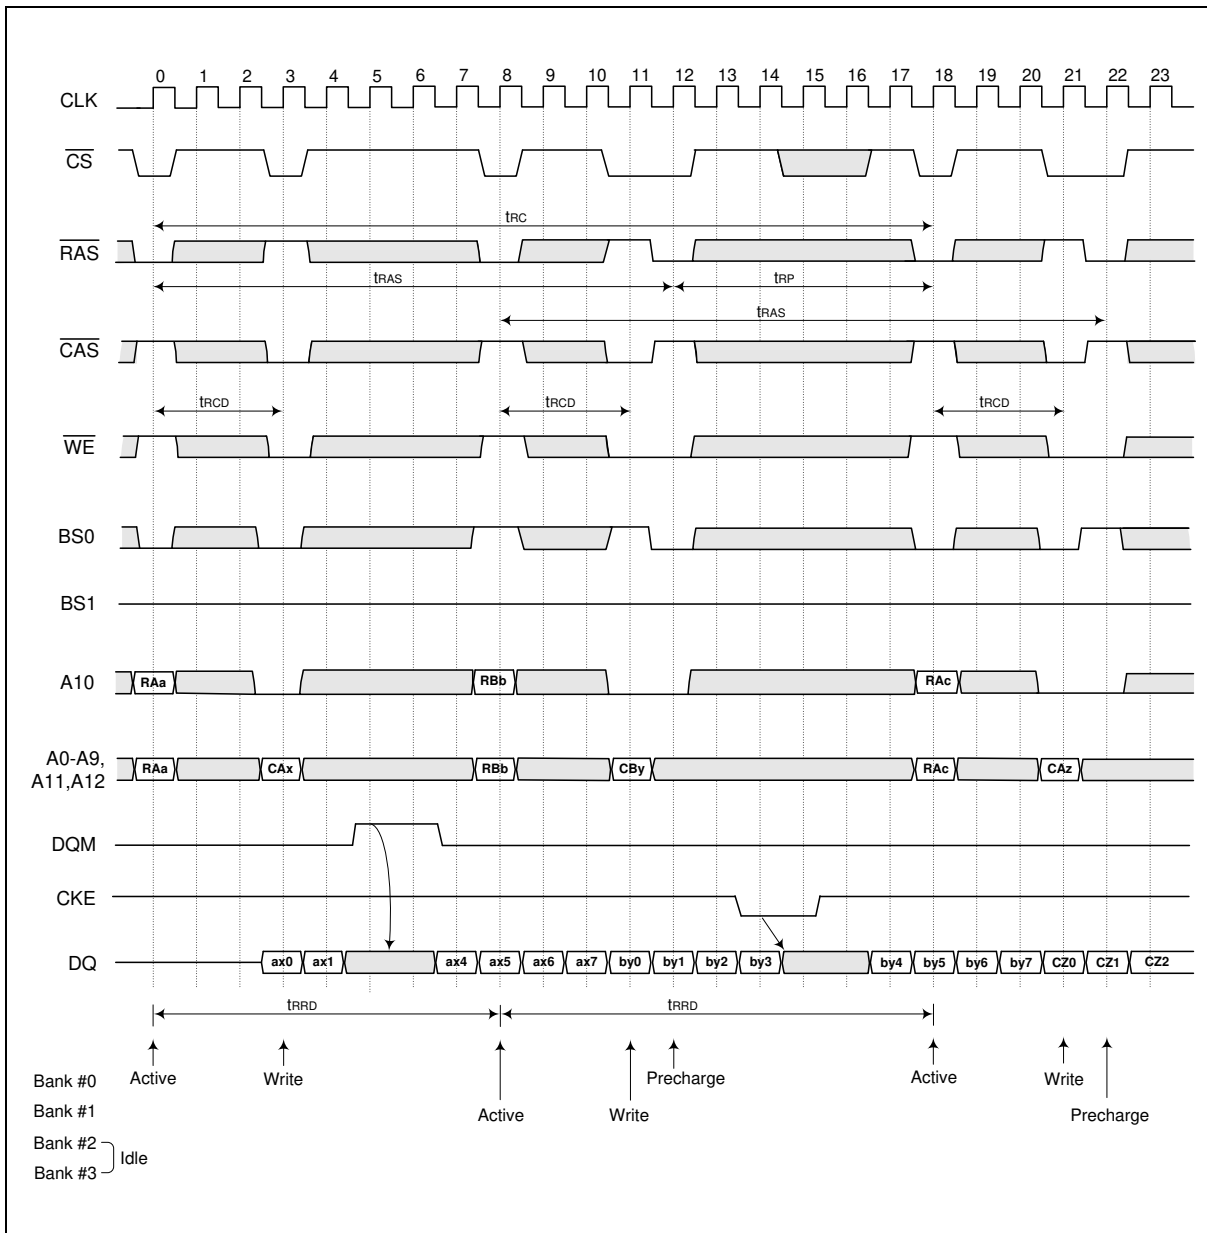 0 1 2 3 4 5 6 7 8 9 10 11 12 13 14 15 16 17 18 19 20 21 22 23
CLK
CS
tRC
RAS
tRAS tRP
tRAS
CAS
tRCD tRCD tRCD
WE
BS0
BS1
A10 RAa RBb RAc
A0-A9,
A11,A12 RAa CAx RBb CBy RAc CAz
DQM
CKE
DQ ax0 ax1 ax4 ax5 ax6 ax7 by0 by1 by2 by3 by4 by5 by6 by7 CZ0 CZ1 CZ2
tRRD tRRD
Bank #0 Active Write Precharge Active Write
Bank #1 Active Write Precharge
Bank #2
Idle
Bank #3